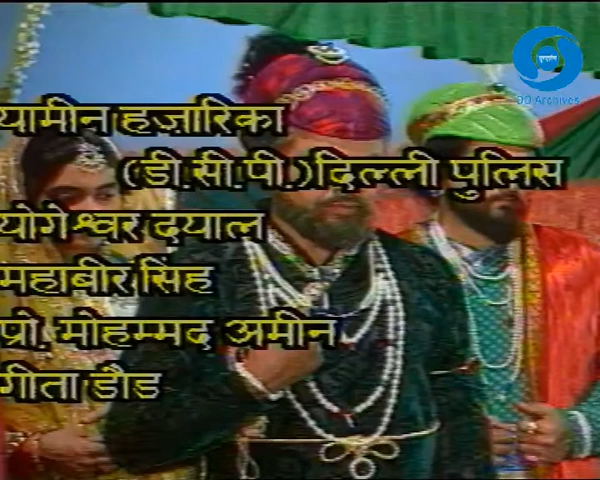 DD Archives
यामीन हज़ारिका
(डी.सी.पी.)दिल्ली पुलिस
योगेश्वर दयाल
महाबीर सिंह
प्रो. मोहम्मद अमीन
गीता डौड